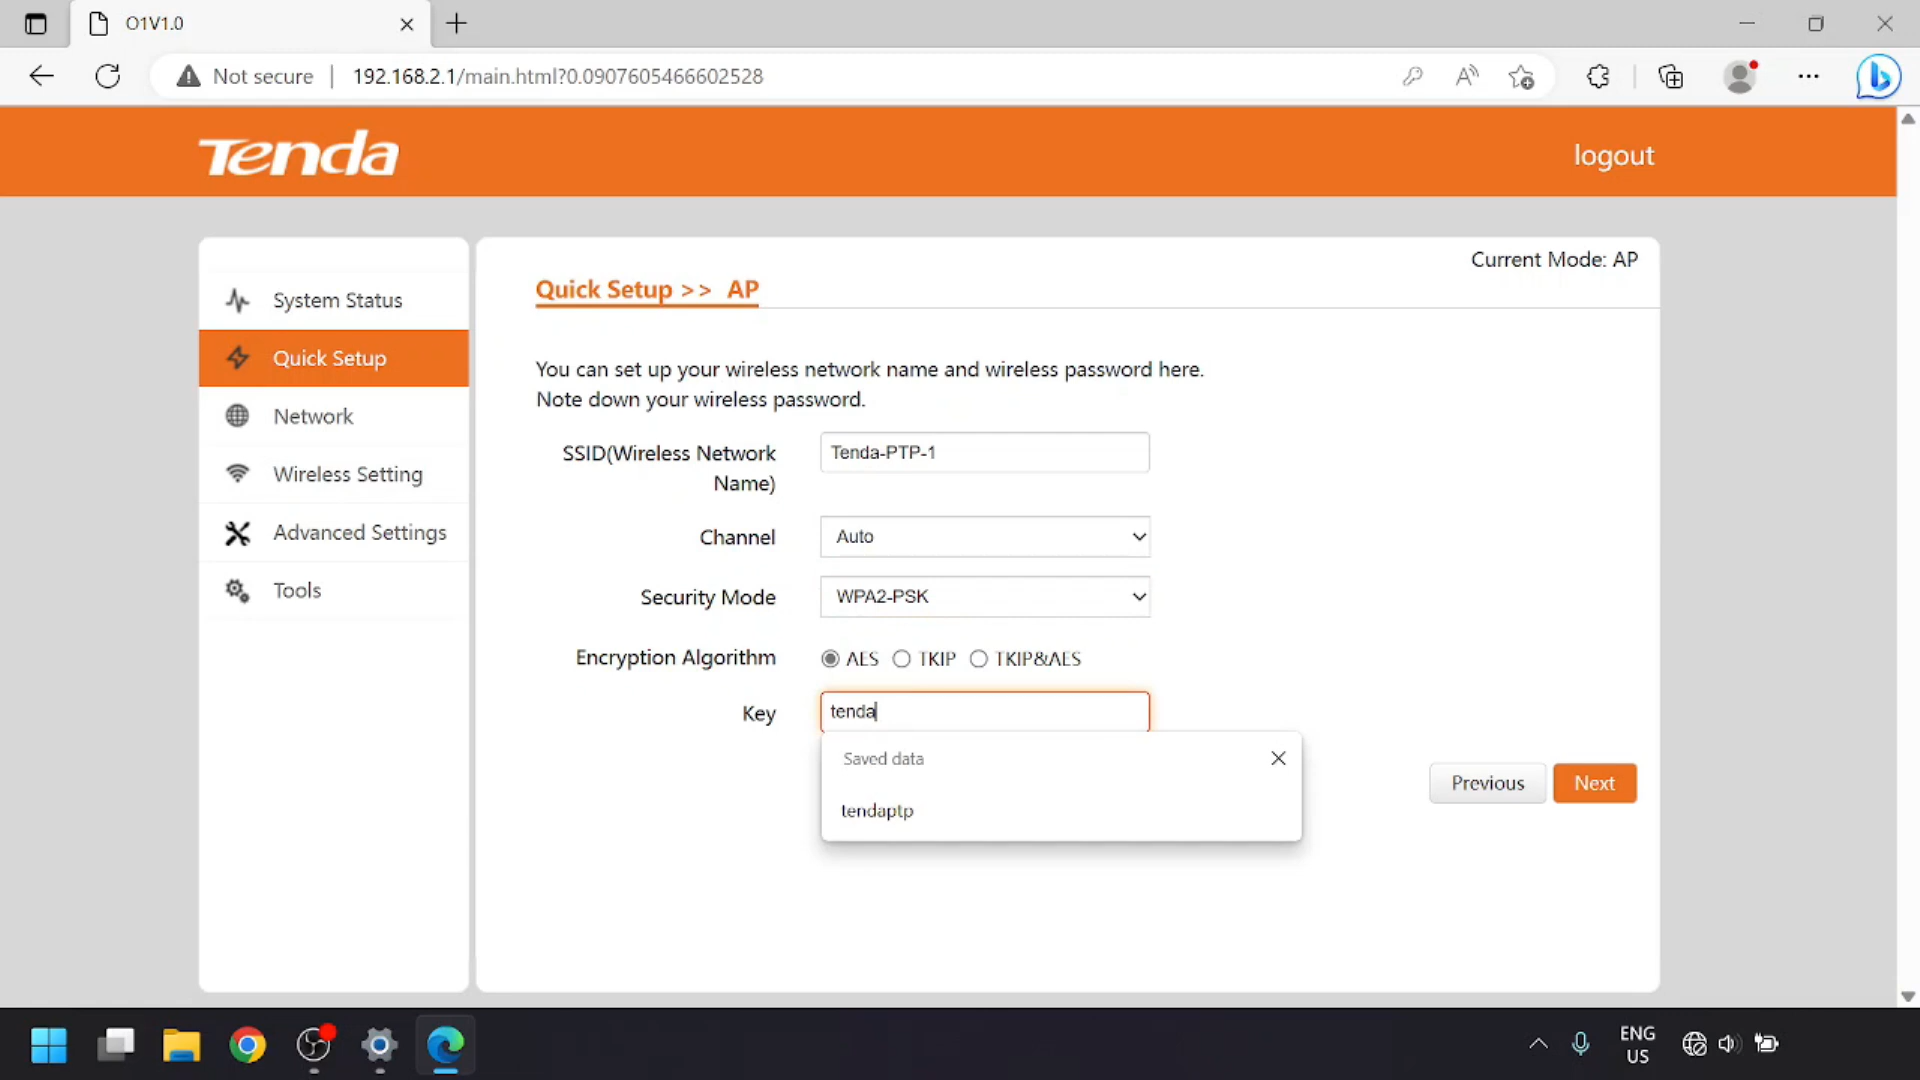 O1V1.0
Not secure
192.168.2.1/main.html?0.0907605466602528
Tenda
logout
Current Mode: AP
System Status
Quick Setup
Network
Wireless Setting
Advanced Settings
Tools
Quick Setup >> AP
You can set up your wireless network name and wireless password here.
Note down your wireless password.
SSID(Wireless Network
Name)
Tenda-PTP-1
Channel
Auto
Security Mode
WPA2-PSK
Encryption Algorithm
AES
TKIP
TKIP&AES
Key
tenda
Saved data
tendaptp
Previous
Next
ENG
US